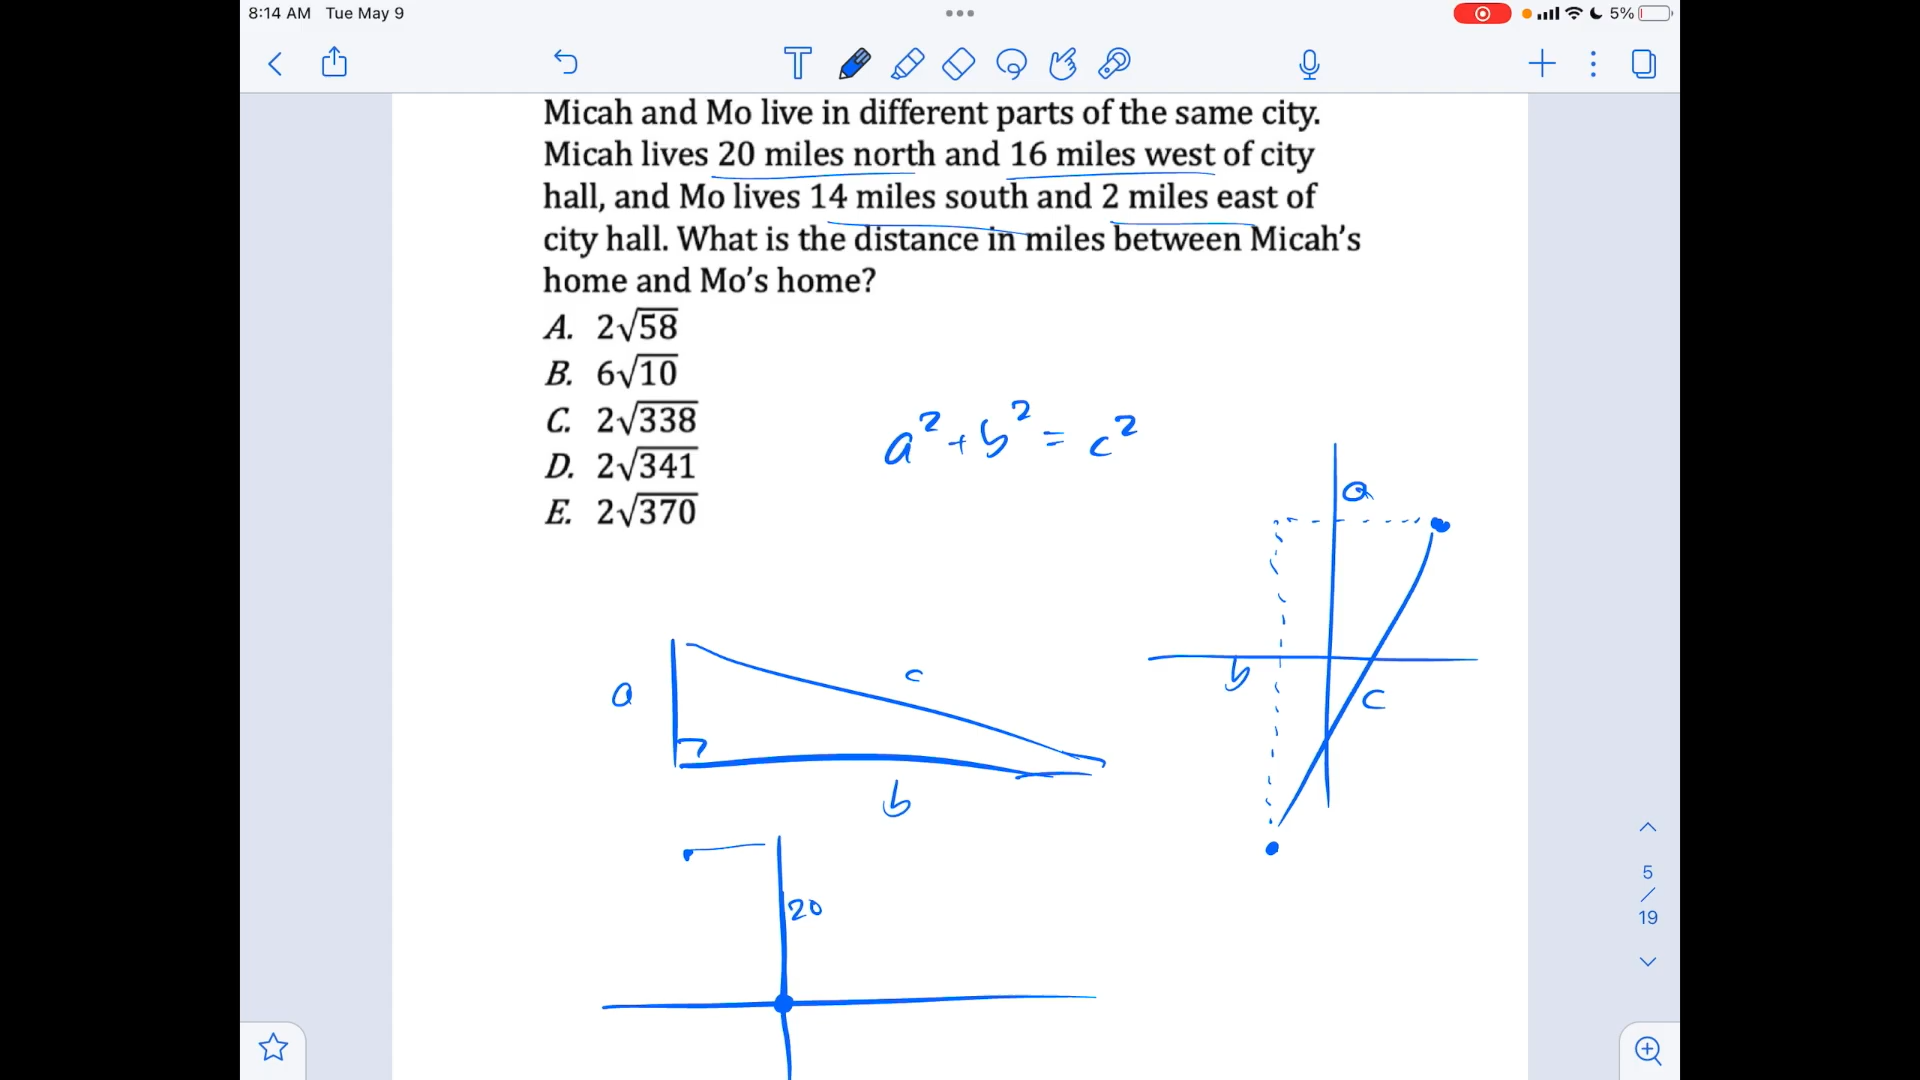 8:14 AM Tue May 9
5%
T
Micah and Mo live in different parts of the same city.
Micah lives 20 miles north and 16 miles west of city
hall, and Mo lives 14 miles south and 2 miles east of
city hall. What is the distance in miles between Micah’s
home and Mo’s home?
A. 2√58
B. 6√10
C. 2√338
D. 2√341
E. 2√370
a² + b² = c²
a
b
c
a
c
b
20
5
/
19